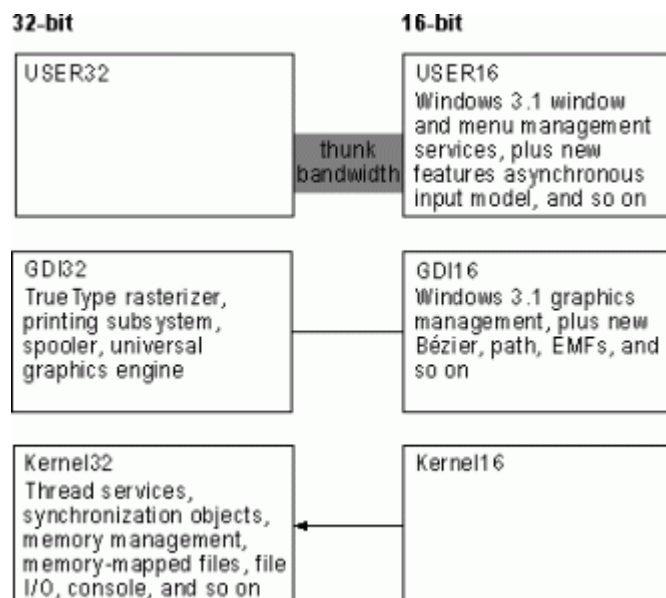 32-bit
16-bit
USER32
thunk
bandwidth
USER16
Windows 3.1 window
and menu management
services, plus new
features asynchronous
input model, and so on
GDI32
TrueType rasterizer,
printing subsystem,
spooler, universal
graphics engine
GDI16
Windows 3.1 graphics
management, plus new
Bézier, path, EMFs, and
so on
Kernel32
Thread services,
synchronization objects,
memory management,
memory-mapped files, file
I/O, console, and so on
Kernel16